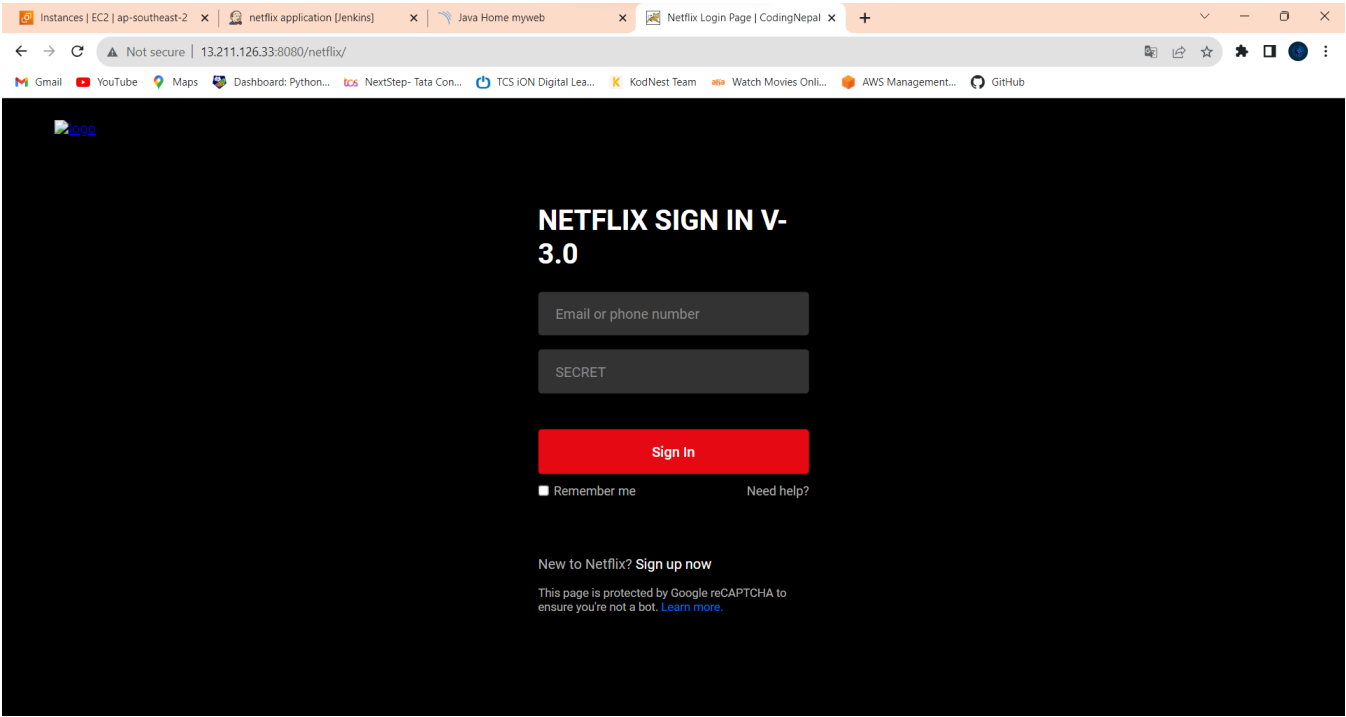 Instances | EC2 | ap-southeast-2
netflix application [Jenkins]
Java Home myweb
Netflix Login Page | CodingNepal
Not secure | 13.211.126.33:8080/netflix/
Gmail YouTube Maps Dashboard: Python... tcs NextStep- Tata Con... TCS iON Digital Lea... K KodNest Team Watch Movies Onli... AWS Management... GitHub
logo
NETFLIX SIGN IN V-
3.0
Email or phone number
SECRET
Sign In
Remember me Need help?
New to Netflix? Sign up now
This page is protected by Google reCAPTCHA to
ensure you're not a bot. Learn more.